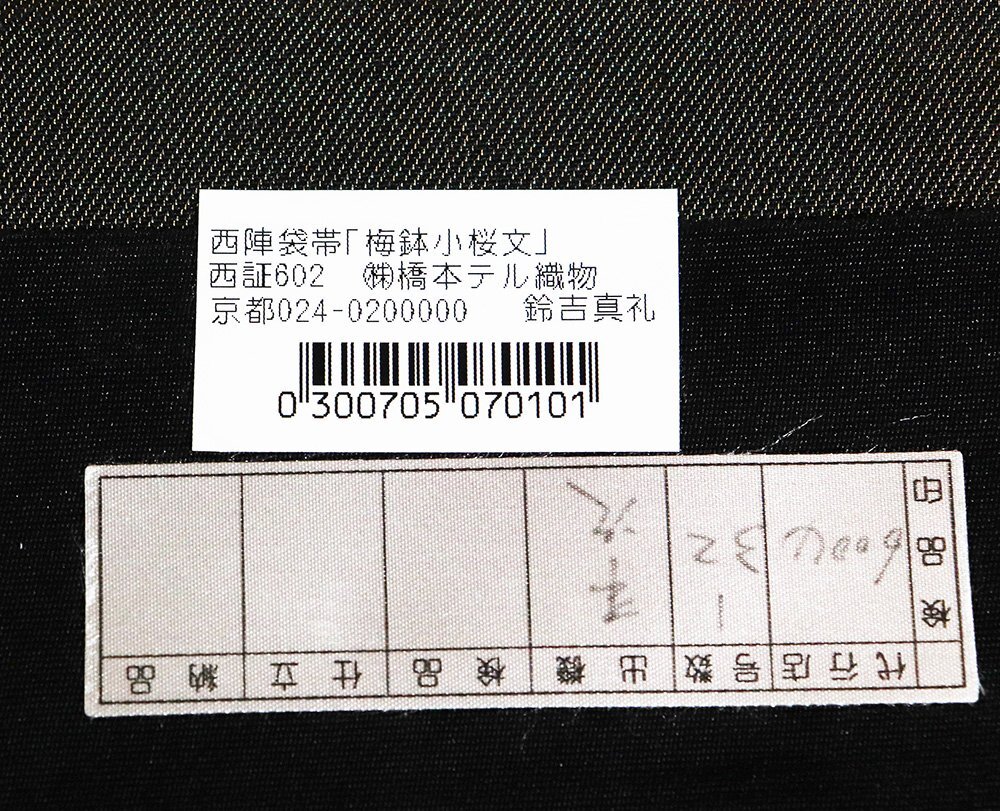 西陣袋帯「梅鉢小桜文」
西証602 ㈱橋本テル織物
京都024-0200000 鈴吉真礼
0 300705 070101
検品印
代行店
号数
出機
検品
仕立
納品